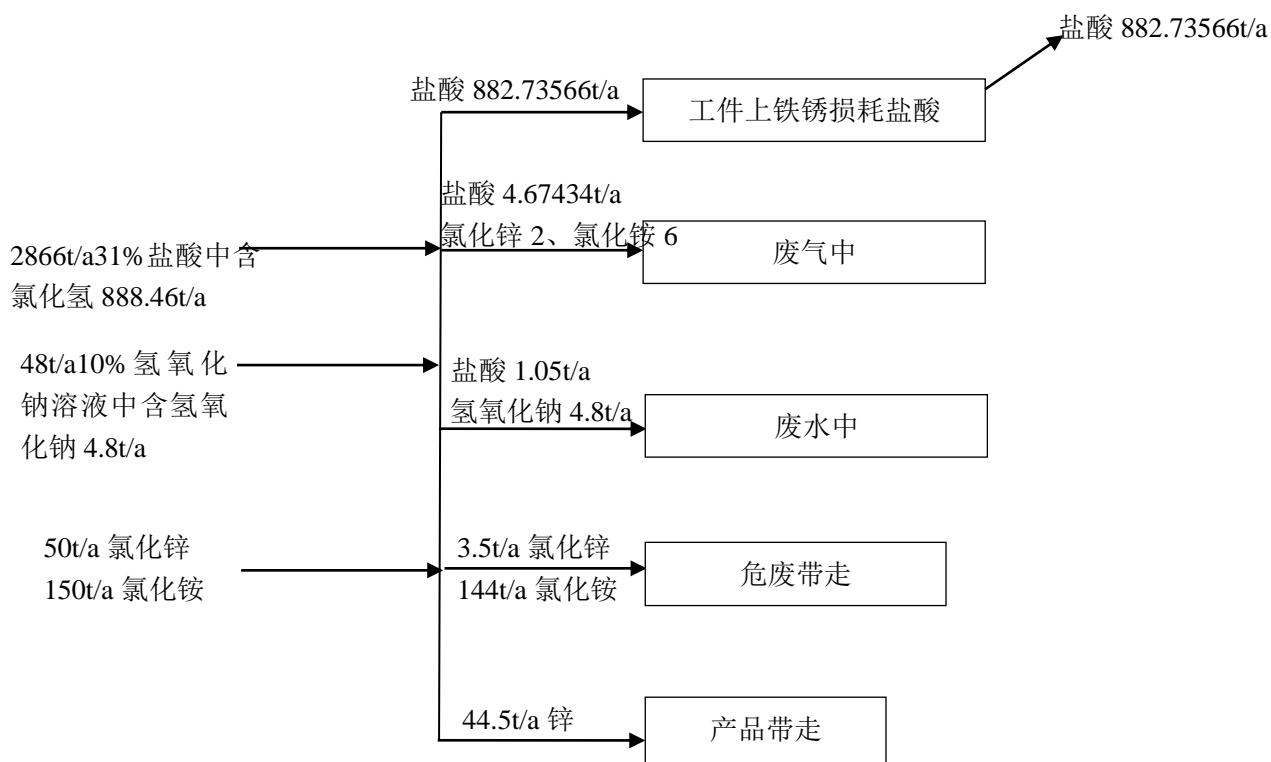 盐酸 882.73566t/a
盐酸 882.73566t/a
工件上铁锈损耗盐酸
盐酸 4.67434t/a
氯化锌 2、氯化铵 6
废气中
2866t/a31%盐酸中含
氯化氢 888.46t/a
48t/a10% 氢氧化
钠溶液中含氢氧
化钠 4.8t/a
盐酸 1.05t/a
氢氧化钠 4.8t/a
废水中
50t/a 氯化锌
150t/a 氯化铵
3.5t/a 氯化锌
144t/a 氯化铵
危废带走
44.5t/a 锌
产品带走